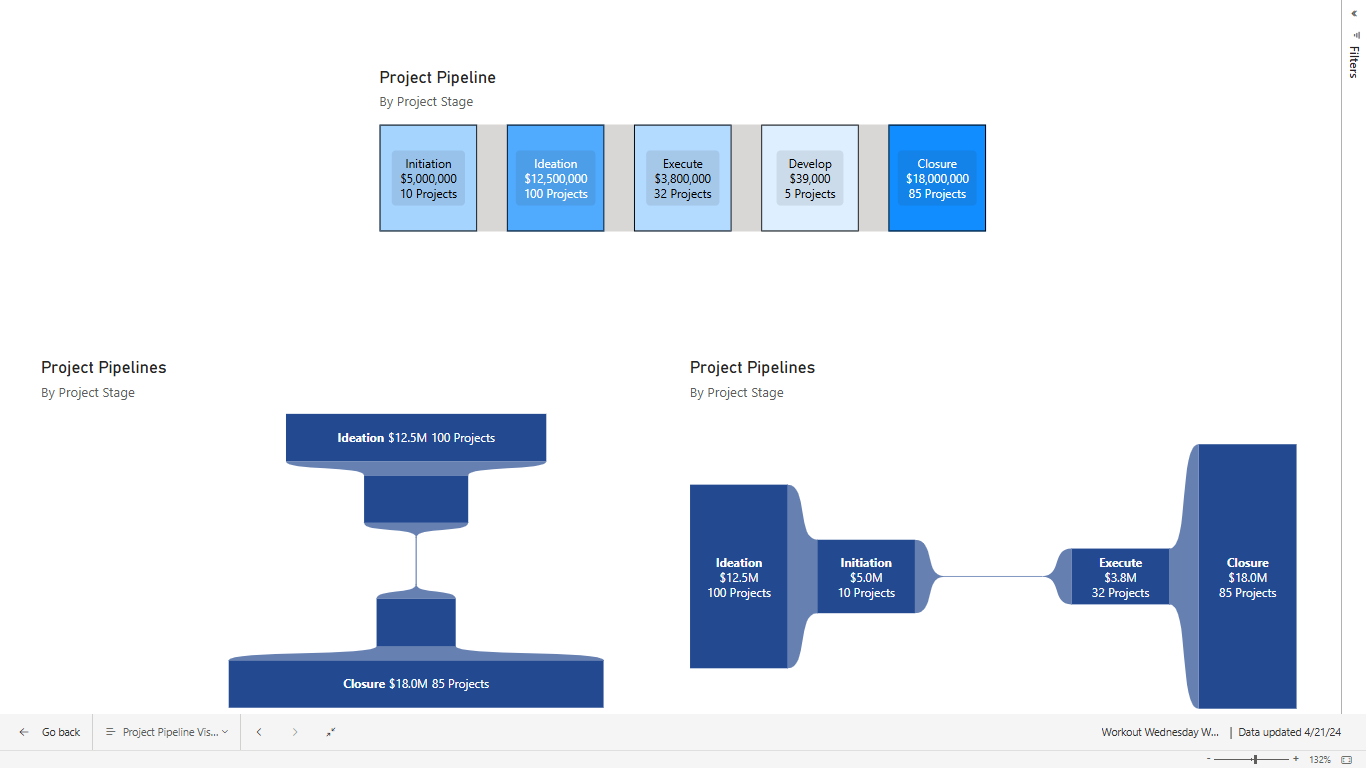 Filters
Project Pipeline
By Project Stage
Initiation
$5,000,000
10 Projects
Ideation
$12,500,000
100 Projects
Execute
$3,800,000
32 Projects
Develop
$39,000
5 Projects
Closure
$18,000,000
85 Projects
Project Pipelines
By Project Stage
Ideation $12.5M 100 Projects
Closure $18.0M 85 Projects
Project Pipelines
By Project Stage
Ideation
$12.5M
100 Projects
Initiation
$5.0M
10 Projects
Execute
$3.8M
32 Projects
Closure
$18.0M
85 Projects
Go back
Project Pipeline Vis...
Workout Wednesday W... | Data updated 4/21/24
- + 132%